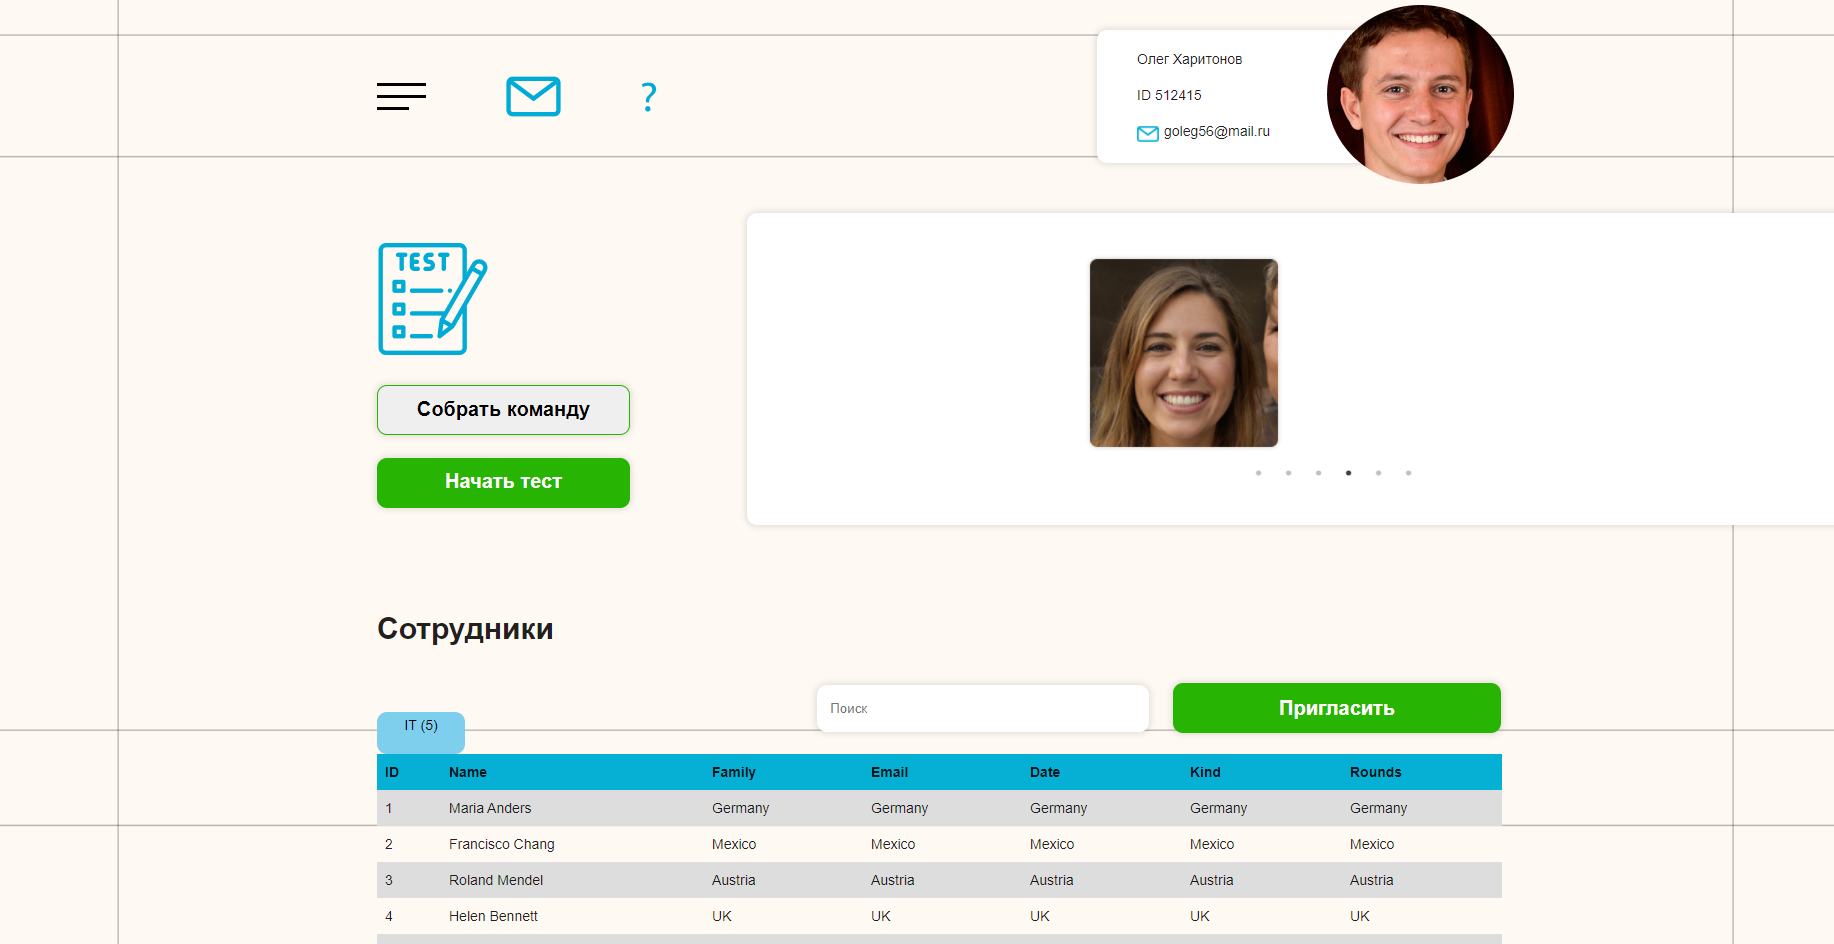 ?
Олег Харитонов
ID 512415
goleg56@mail.ru
TEST
Собрать команду
Начать тест
Сотрудники
Поиск
Пригласить
IT (5)
ID Name Family Email Date Kind Rounds
1 Maria Anders Germany Germany Germany Germany Germany
2 Francisco Chang Mexico Mexico Mexico Mexico Mexico
3 Roland Mendel Austria Austria Austria Austria Austria
4 Helen Bennett UK UK UK UK UK